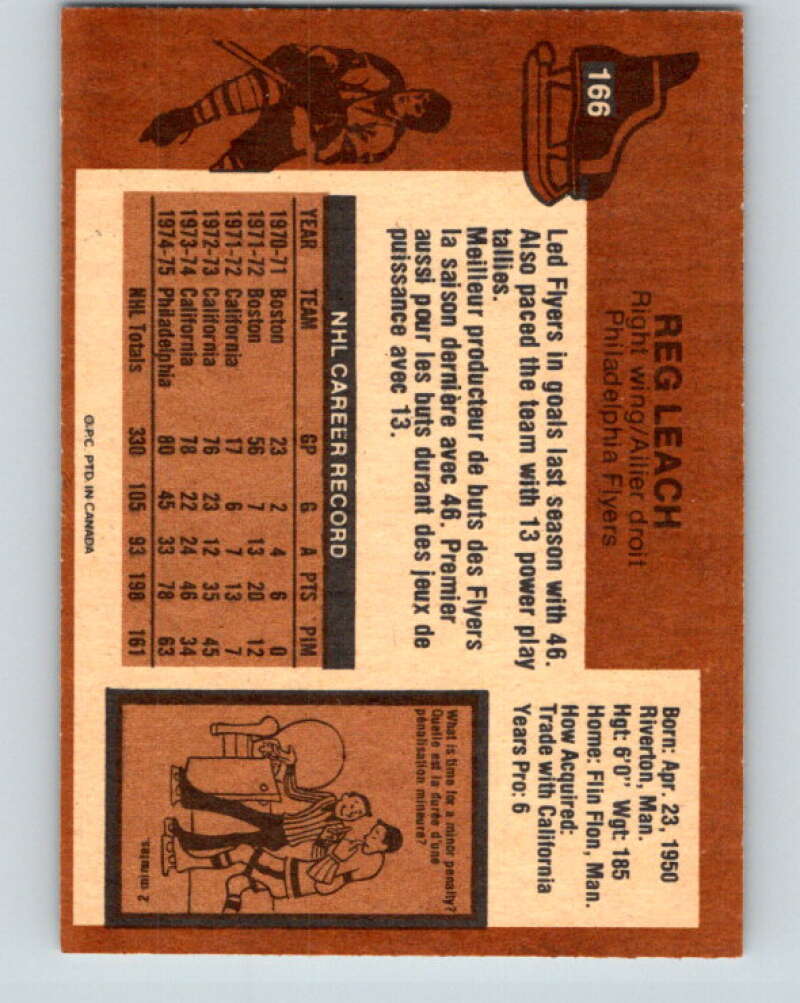 166
REG LEACH
Right wing/Ailier droit
Philadelphia Flyers
Born: Apr. 23, 1950
Riverton, Man.
Hgt: 6'0" Wgt: 185
Home: Flin Flon, Man.
How Acquired:
Trade with California
Years Pro: 6
Led Flyers in goals last season with 46.
Also paced the team with 13 power play
tallies.
Meilleur producteur de buts des Flyers
la saison dernière avec 46. Premier
aussi pour les buts durant des jeux de
puissance avec 13.
NHL CAREER RECORD
YEAR TEAM GP G A PTS PIM
1970-71 Boston 23 2 4 6 0
1971-72 Boston 56 7 13 20 12
1971-72 California 17 6 7 13 7
1972-73 California 76 23 12 35 45
1973-74 California 78 22 24 46 34
1974-75 Philadelphia 80 45 33 78 63
NHL Totals 330 105 93 198 161
What is time for a minor penalty?
Quelle est la durée d'une
pénalisation mineure?
2 minutes.
O.P.C. PTD. IN CANADA